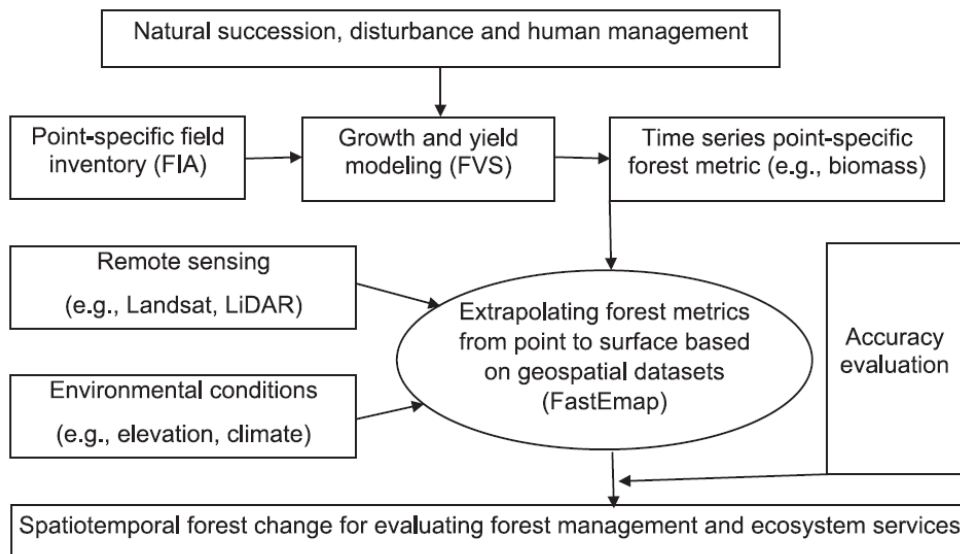 Natural succession, disturbance and human management
Point-specific field
inventory (FIA)
Growth and yield
modeling (FVS)
Time series point-specific
forest metric (e.g., biomass)
Remote sensing
(e.g., Landsat, LiDAR)
Environmental conditions
(e.g., elevation, climate)
Extrapolating forest metrics
from point to surface based
on geospatial datasets
(FastEmap)
Accuracy
evaluation
Spatiotemporal forest change for evaluating forest management and ecosystem services